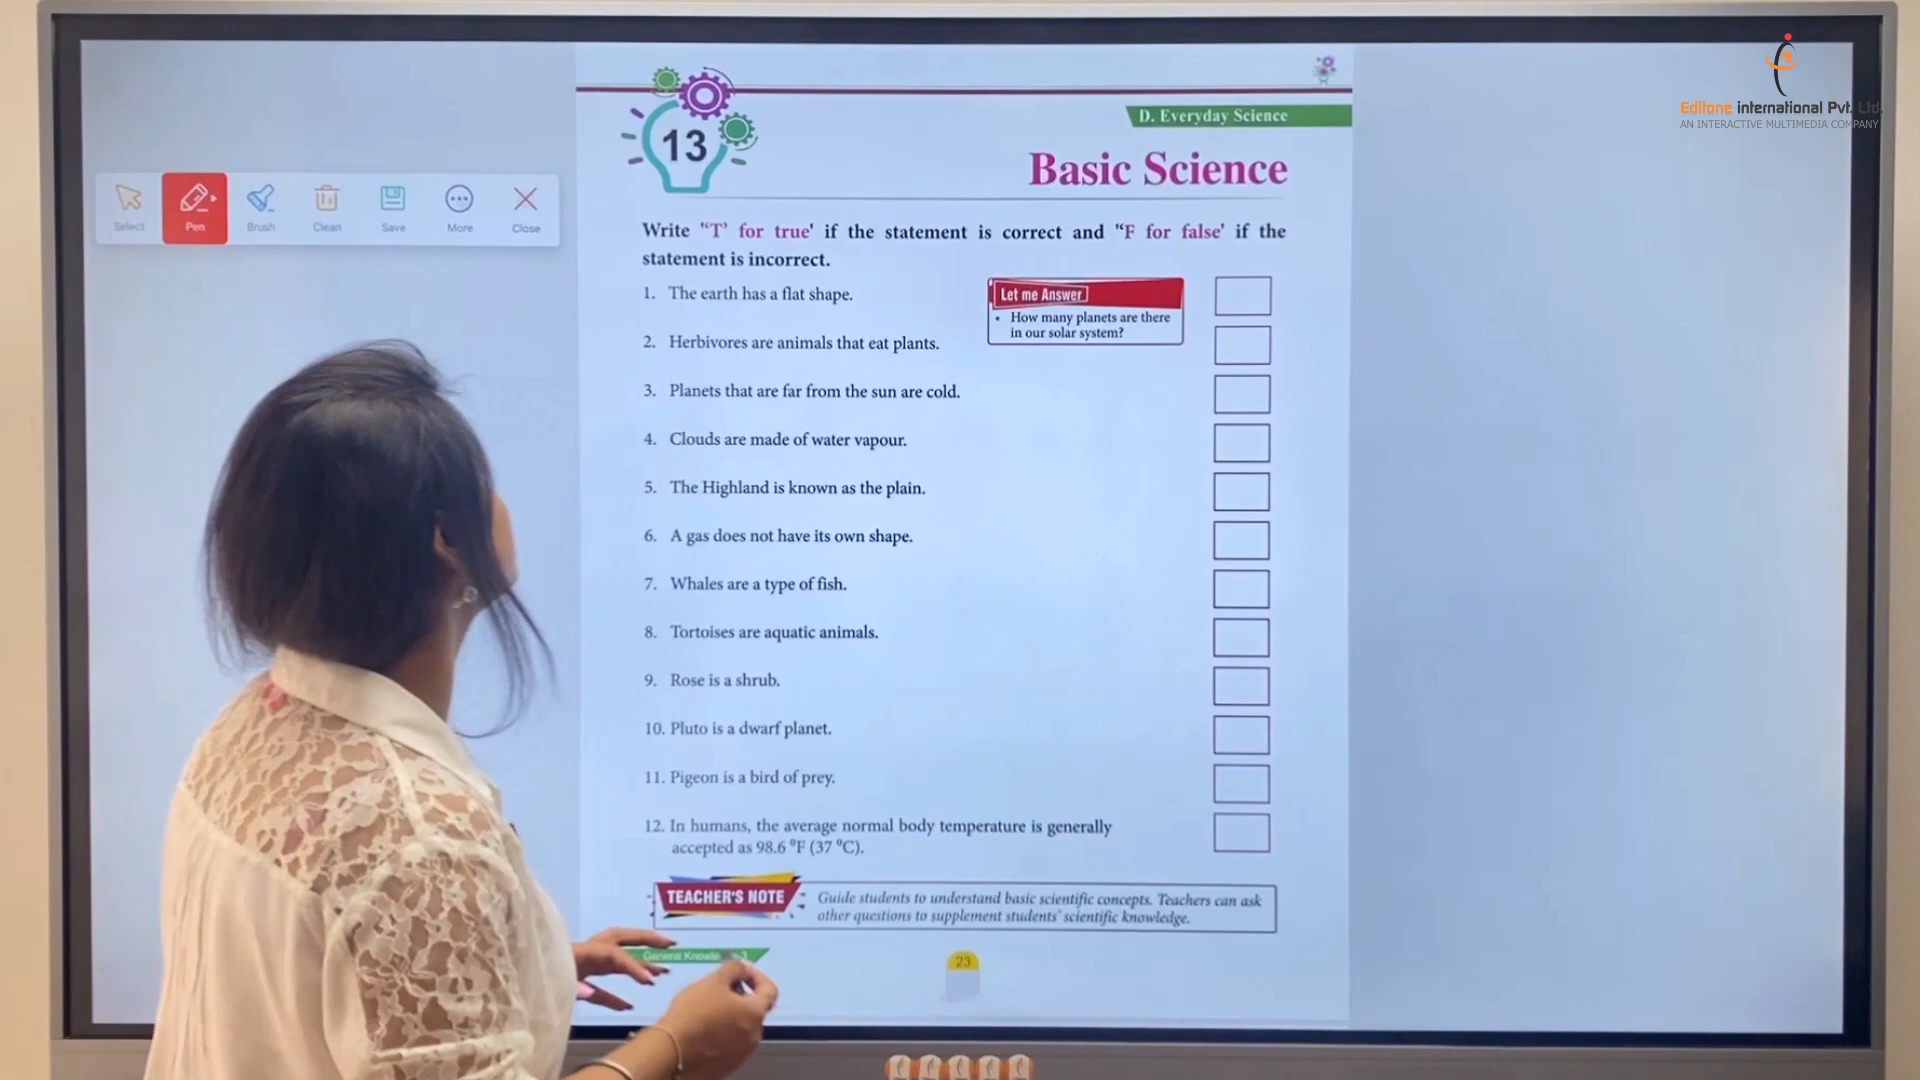 Editone international Pvt. Ltd.
AN INTERACTIVE MULTIMEDIA COMPANY
D. Everyday Science
13
Basic Science
Select
Pen
Brush
Clean
Save
More
Close
Write "T' for true' if the statement is correct and "F for false' if the
statement is incorrect.
1. The earth has a flat shape.
Let me Answer
• How many planets are there
in our solar system?
2. Herbivores are animals that eat plants.
3. Planets that are far from the sun are cold.
4. Clouds are made of water vapour.
5. The Highland is known as the plain.
6. A gas does not have its own shape.
7. Whales are a type of fish.
8. Tortoises are aquatic animals.
9. Rose is a shrub.
10. Pluto is a dwarf planet.
11. Pigeon is a bird of prey.
12. In humans, the average normal body temperature is generally
accepted as 98.6 ⁰F (37 ⁰C).
TEACHER'S NOTE
Guide students to understand basic scientific concepts. Teachers can ask
other questions to supplement students' scientific knowledge.
General
23